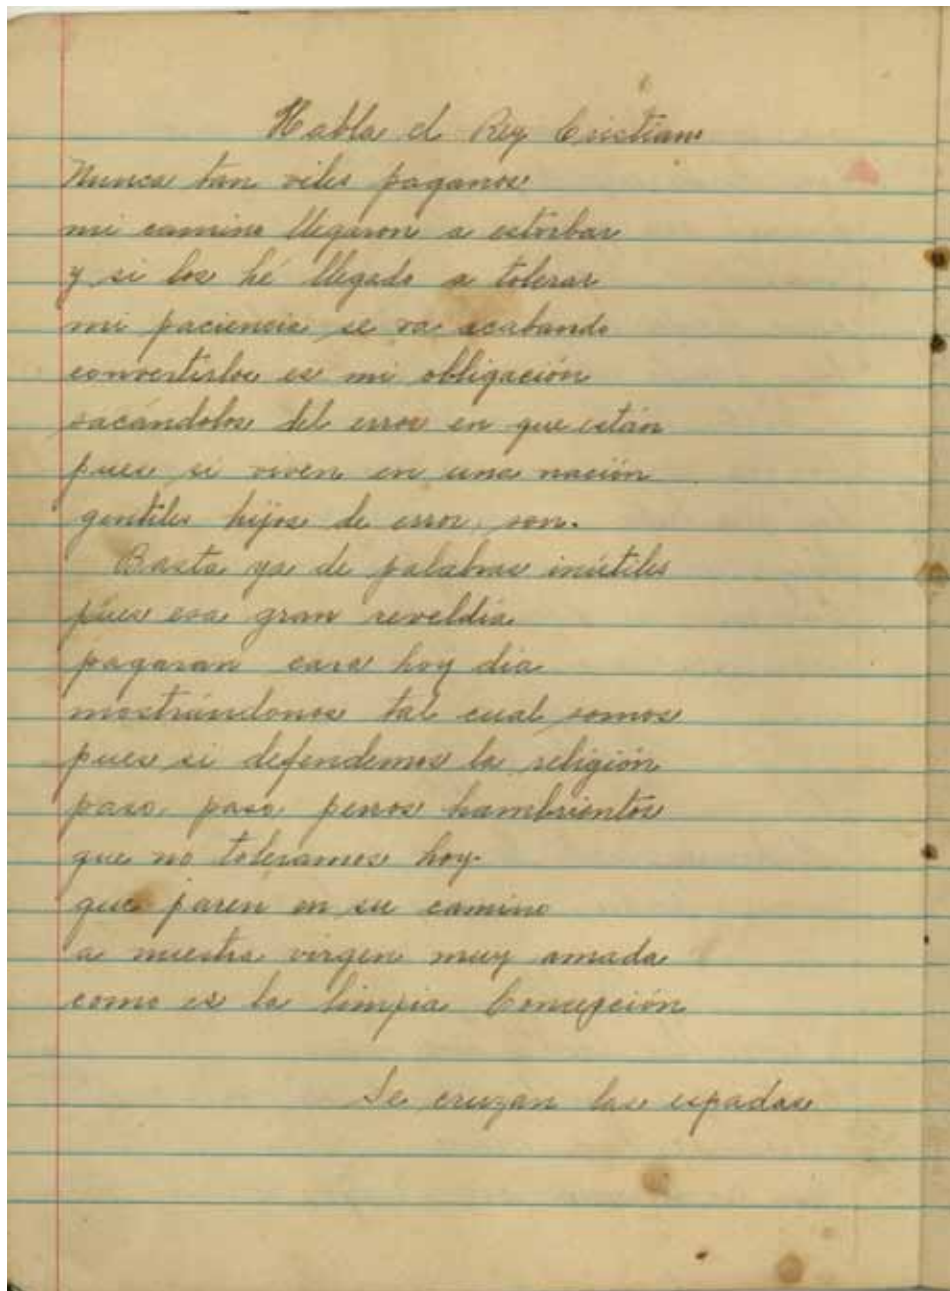 Habla el Rey Cristiano
Nunca tan viles paganos
mi camino llegaron a estorbar
y si los hé llegado a tolerar
mi paciencia se va acabando
convertirlos es mi obligación
sacándolos del error en que están
pues si viven en una nación
gentiles hijos de error son.
Basta ya de palabras inútiles
pues esa gran reveldía
pagaran cara hoy día
mostrándonos tal cual somos
pues si defendemos la religión
paso, paso perros hambrientos
que no toleramos hoy
que paren en su camino
a nuestra virgen muy amada
como es la limpia Concepción
Se cruzan las espadas